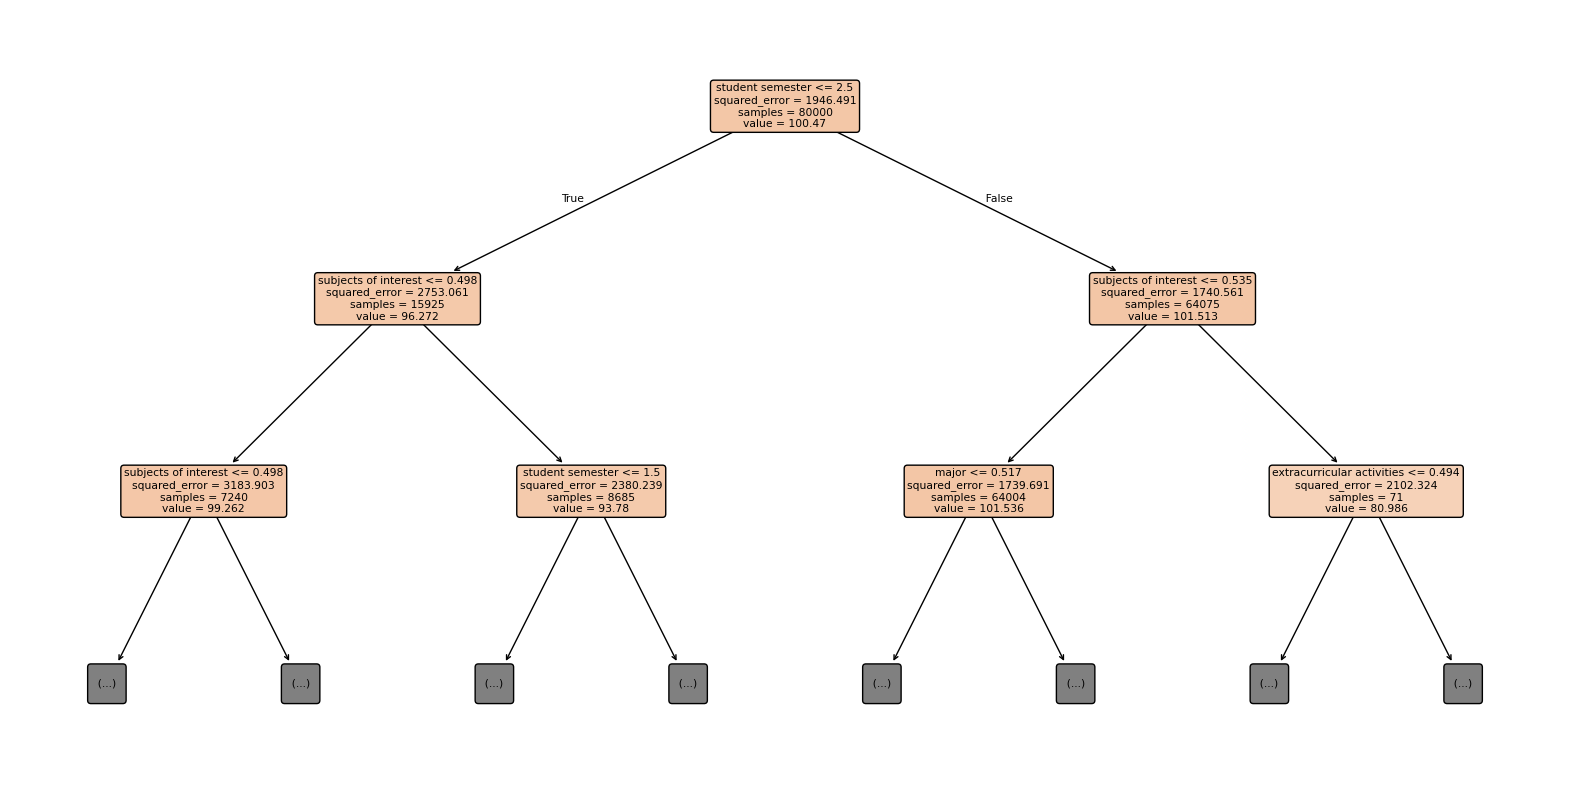 student semester <= 2.5
squared_error = 1946.491
samples = 80000
value = 100.47
True
False
subjects of interest <= 0.498
squared_error = 2753.061
samples = 15925
value = 96.272
subjects of interest <= 0.535
squared_error = 1740.561
samples = 64075
value = 101.513
subjects of interest <= 0.498
squared_error = 3183.903
samples = 7240
value = 99.262
student semester <= 1.5
squared_error = 2380.239
samples = 8685
value = 93.78
major <= 0.517
squared_error = 1739.691
samples = 64004
value = 101.536
extracurricular activities <= 0.494
squared_error = 2102.324
samples = 71
value = 80.986
(...)
(...)
(...)
(...)
(...)
(...)
(...)
(...)